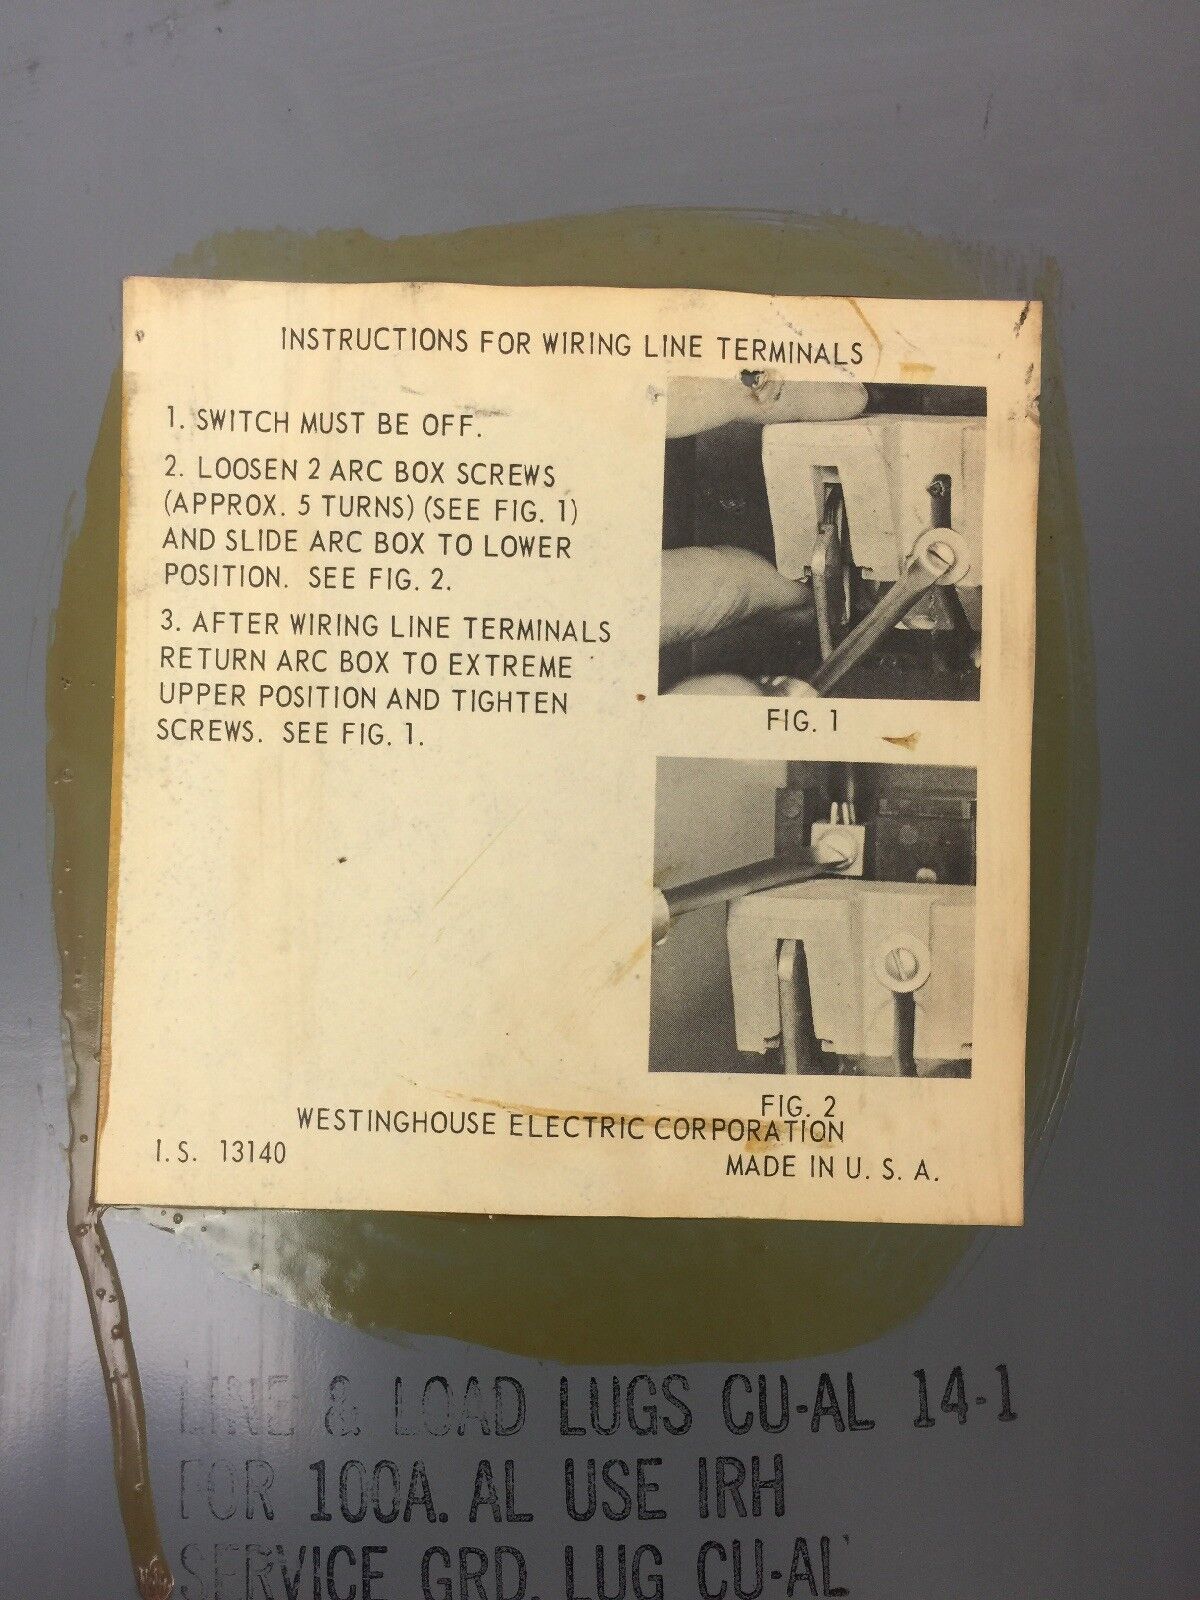 INSTRUCTIONS FOR WIRING LINE TERMINALS
1. SWITCH MUST BE OFF.
2. LOOSEN 2 ARC BOX SCREWS
(APPROX. 5 TURNS) (SEE FIG. 1)
AND SLIDE ARC BOX TO LOWER
POSITION. SEE FIG. 2.
3. AFTER WIRING LINE TERMINALS
RETURN ARC BOX TO EXTREME
UPPER POSITION AND TIGHTEN
SCREWS. SEE FIG. 1.
FIG. 1
FIG. 2
WESTINGHOUSE ELECTRIC CORPORATION
I.S. 13140
MADE IN U. S. A.
LINE & LOAD LUGS CU-AL 14-1
FOR 100A. AL USE IRH
SERVICE GRD. LUG CU-AL